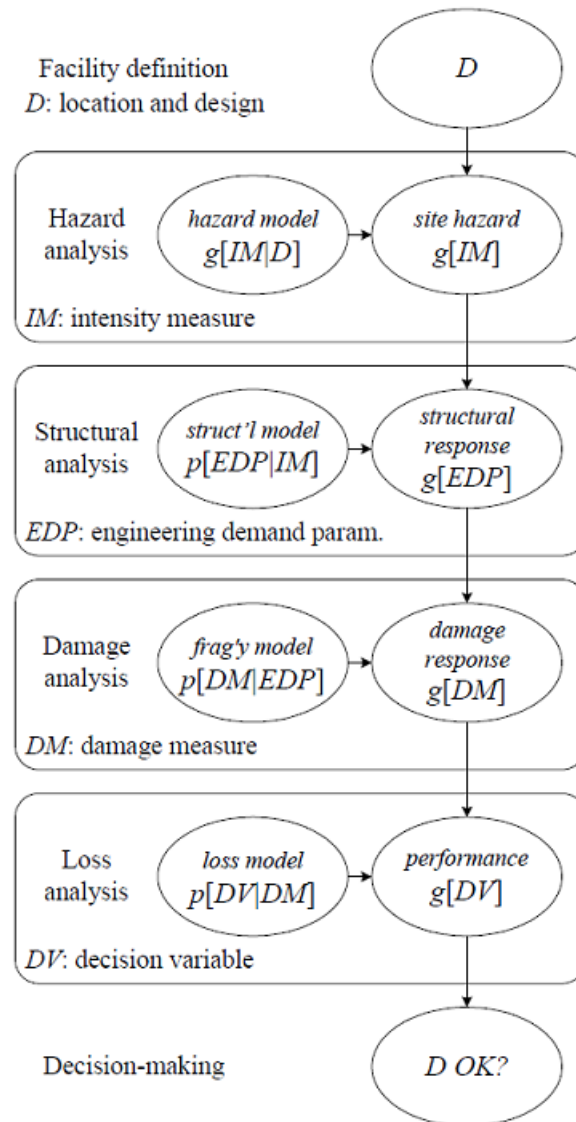 Facility definition
D: location and design
D
Hazard
analysis
hazard model
g[IM|D]
site hazard
g[IM]
IM: intensity measure
Structural
analysis
struct'l model
p[EDP|IM]
structural
response
g[EDP]
EDP: engineering demand param.
Damage
analysis
frag'y model
p[DM|EDP]
damage
response
g[DM]
DM: damage measure
Loss
analysis
loss model
p[DV|DM]
performance
g[DV]
DV: decision variable
Decision-making
D OK?